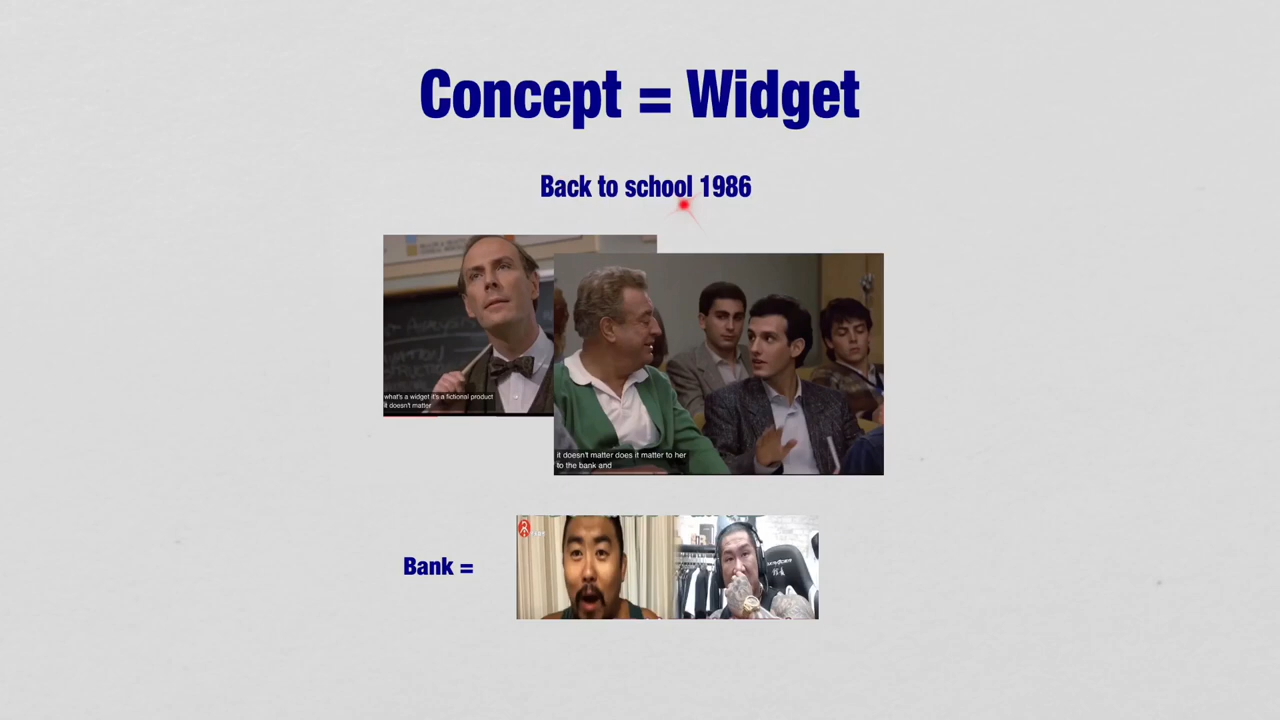 Concept = Widget
Back to school 1986
what's a widget it's a fictional product
it doesn't matter
it doesn't matter does it matter to her
to the bank and
Bank =